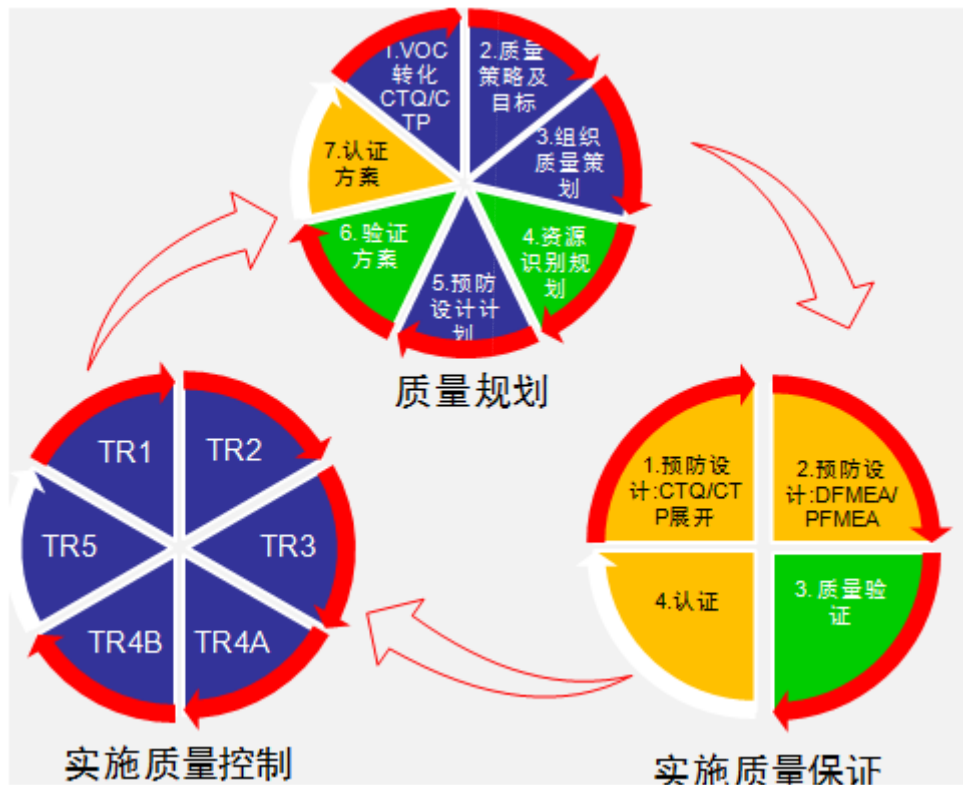 1.VOC
转化
CTQ/C
TP
2.质量
策略及
目标
3.组织
质量策
划
4.资源
识别规
划
5.预防
设计计
划
6.验证
方案
7.认证
方案
质量规划
1.预防设
计:CTQ/CT
P展开
2.预防设
计:DFMEA/
PFMEA
3.质量验
证
4.认证
实施质量保证
TR1
TR2
TR3
TR4A
TR4B
TR5
实施质量控制